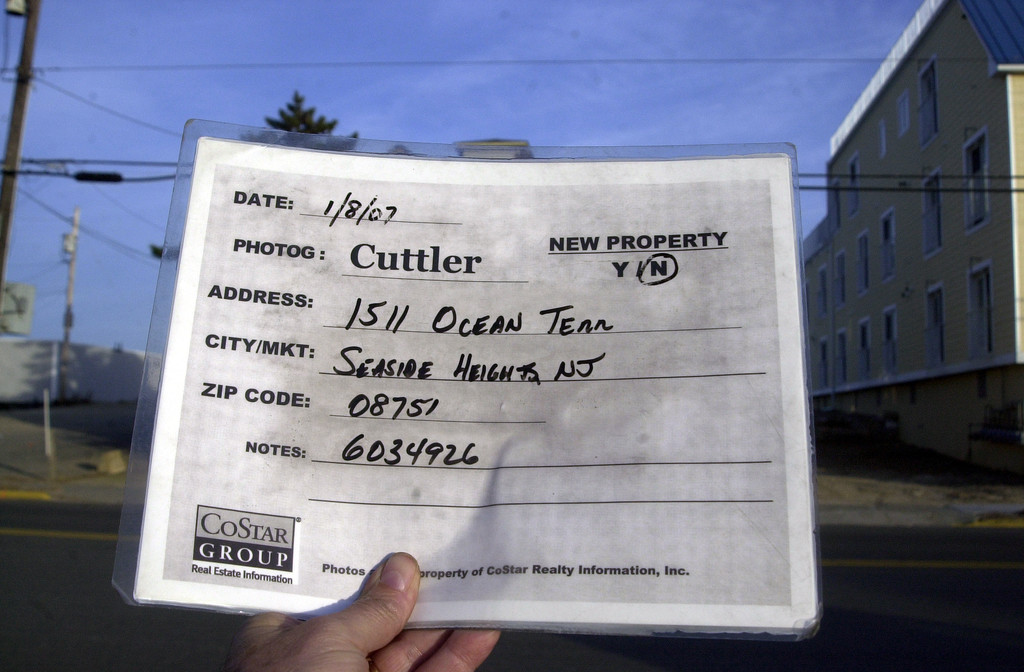 DATE: 1/8/07
PHOTOG: Cuttler
NEW PROPERTY
Y/N
ADDRESS: 1511 OCEAN TERR
CITY/MKT: SEASIDE HEIGHTS, NJ
ZIP CODE: 08751
NOTES: 6034926
COSTAR
GROUP
Real Estate Information
Photos property of CoStar Realty Information, Inc.